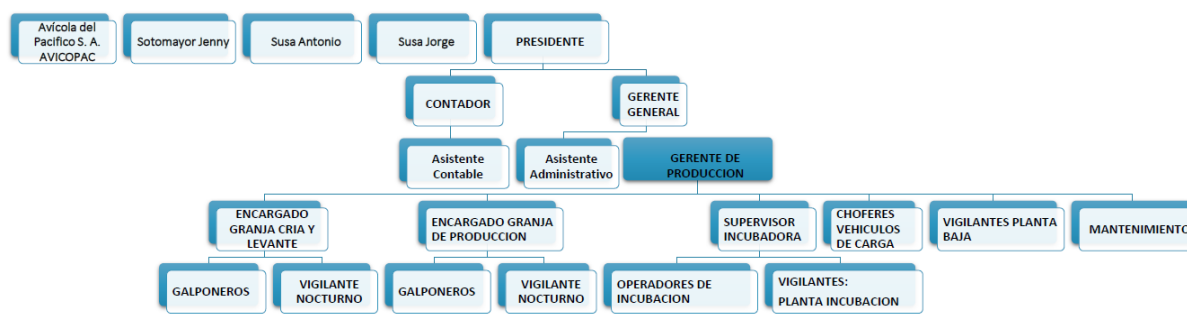 Avícola del
Pacifico S. A.
AVICOPAC
Sotomayor Jenny
Susa Antonio
Susa Jorge
PRESIDENTE
CONTADOR
GERENTE
GENERAL
Asistente
Contable
Asistente
Administrativo
GERENTE DE
PRODUCCION
ENCARGADO
GRANJA CRIA Y
LEVANTE
ENCARGADO GRANJA
DE PRODUCCION
SUPERVISOR
INCUBADORA
CHOFERES
VEHICULOS
DE CARGA
VIGILANTES PLANTA
BAJA
MANTENIMIENTO
GALPONEROS
VIGILANTE
NOCTURNO
GALPONEROS
VIGILANTE
NOCTURNO
OPERADORES DE
INCUBACION
VIGILANTES:
PLANTA INCUBACION